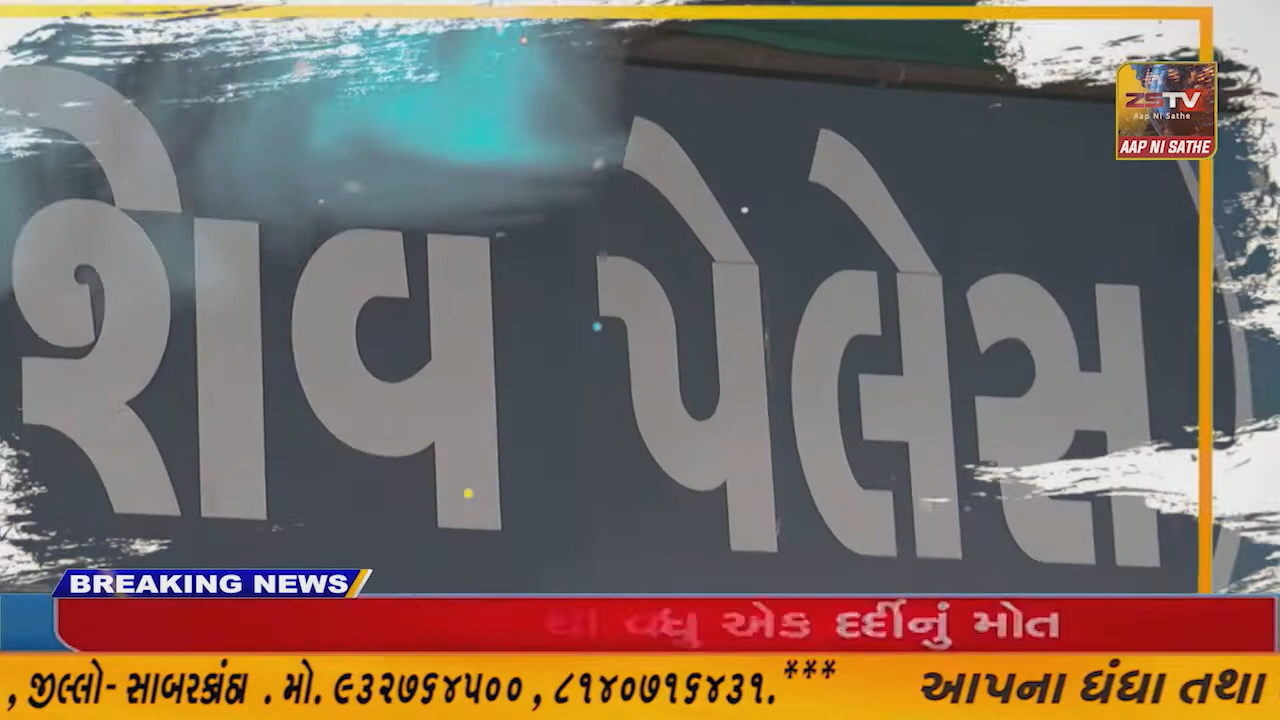 શિવ પેલેસ
ZSTV
Aap Ni Sathe
AAP NI SATHE
BREAKING NEWS
વધુ એક દર્દીનું મોત
, જીલ્લો- સાબરકાંઠા . મો. ૯૩૨૭૬૪૫૦૦ , ૮૧૪૦૭૧૬૪૩૧.*** આપના ધંધા તથા